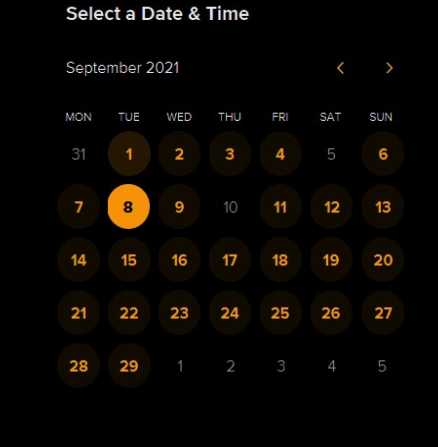 Select a Date & Time
September 2021
MON TUE WED THU FRI SAT SUN
31 1 2 3 4 5 6
7 8 9 10 11 12 13
14 15 16 17 18 19 20
21 22 23 24 25 26 27
28 29 1 2 3 4 5